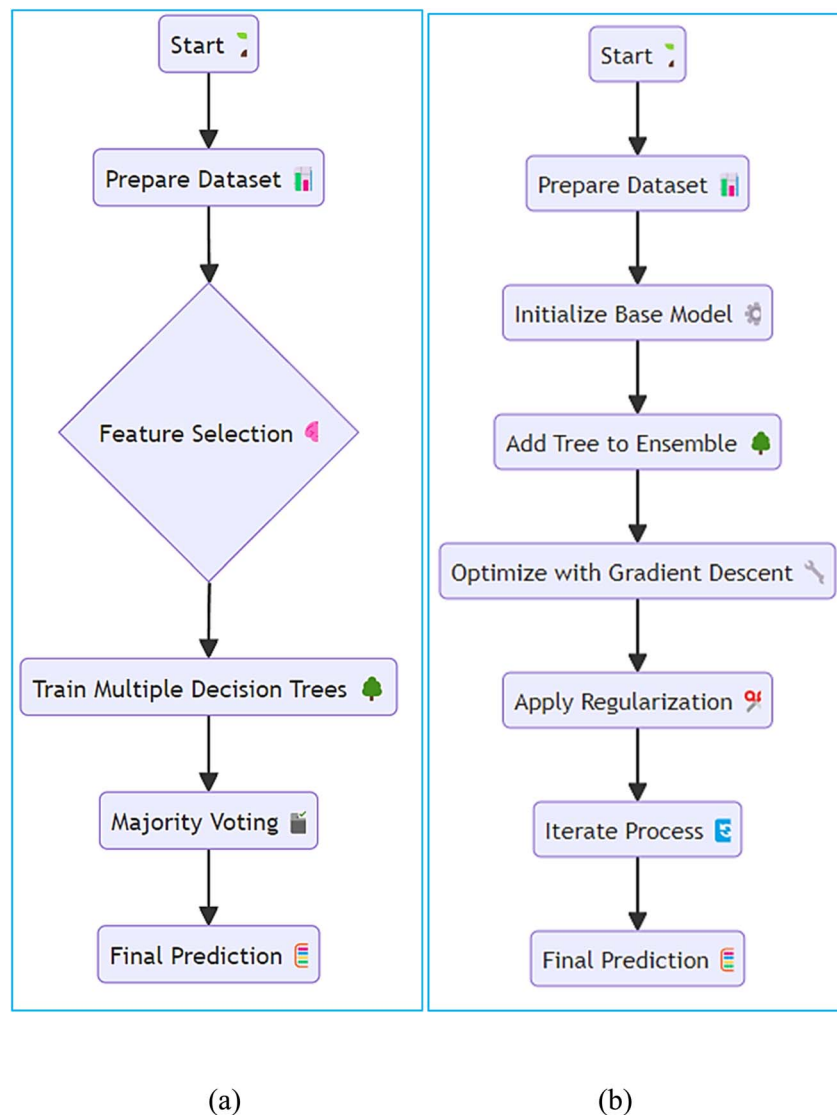 Start
Prepare Dataset
Feature Selection
Train Multiple Decision Trees
Majority Voting
Final Prediction
(a)
Start
Prepare Dataset
Initialize Base Model
Add Tree to Ensemble
Optimize with Gradient Descent
Apply Regularization
Iterate Process
Final Prediction
(b)